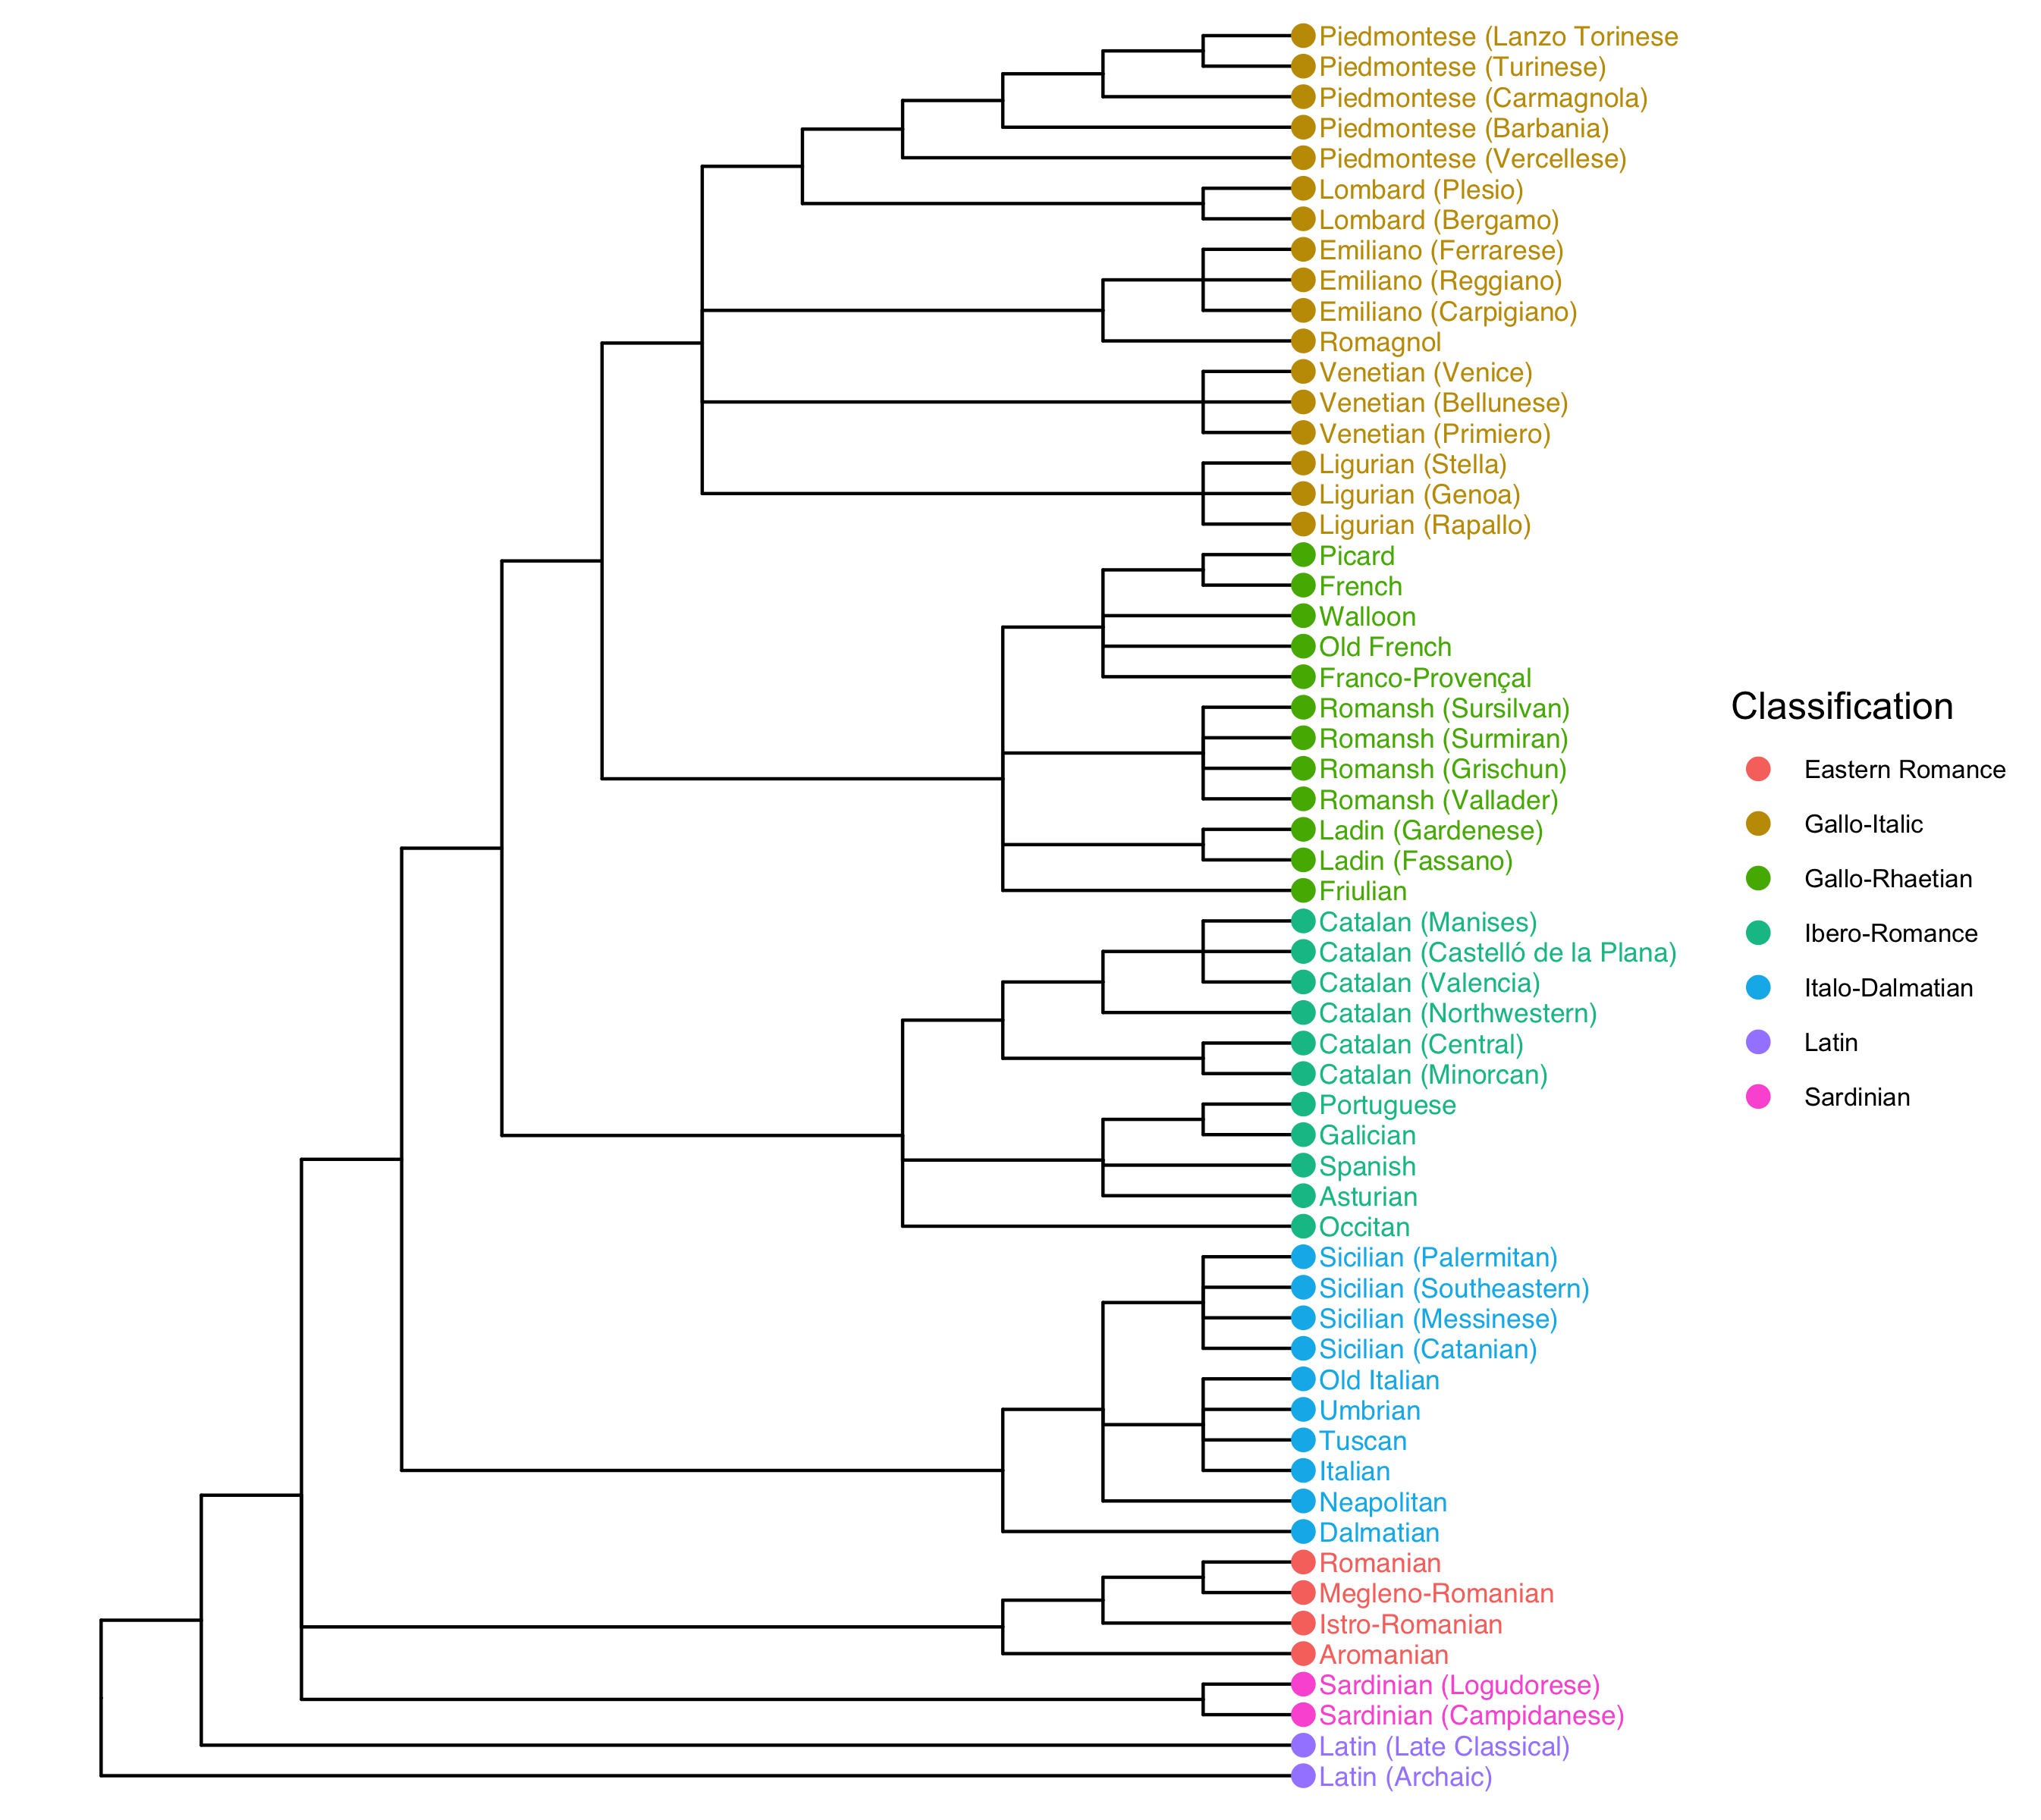 Piedmontese (Lanzo Torinese
Piedmontese (Turinese)
Piedmontese (Carmagnola)
Piedmontese (Barbania)
Piedmontese (Vercellese)
Lombard (Plesio)
Lombard (Bergamo)
Emiliano (Ferrarese)
Emiliano (Reggiano)
Emiliano (Carpigiano)
Romagnol
Venetian (Venice)
Venetian (Bellunese)
Venetian (Primiero)
Ligurian (Stella)
Ligurian (Genoa)
Ligurian (Rapallo)
Picard
French
Walloon
Old French
Franco-Provençal
Romansh (Sursilvan)
Romansh (Surmiran)
Romansh (Grischun)
Romansh (Vallader)
Ladin (Gardenese)
Ladin (Fassano)
Friulian
Catalan (Manises)
Catalan (Castelló de la Plana)
Catalan (Valencia)
Catalan (Northwestern)
Catalan (Central)
Catalan (Minorcan)
Portuguese
Galician
Spanish
Asturian
Occitan
Sicilian (Palermitan)
Sicilian (Southeastern)
Sicilian (Messinese)
Sicilian (Catanian)
Old Italian
Umbrian
Tuscan
Italian
Neapolitan
Dalmatian
Romanian
Megleno-Romanian
Istro-Romanian
Aromanian
Sardinian (Logudorese)
Sardinian (Campidanese)
Latin (Late Classical)
Latin (Archaic)
Classification
Eastern Romance
Gallo-Italic
Gallo-Rhaetian
Ibero-Romance
Italo-Dalmatian
Latin
Sardinian